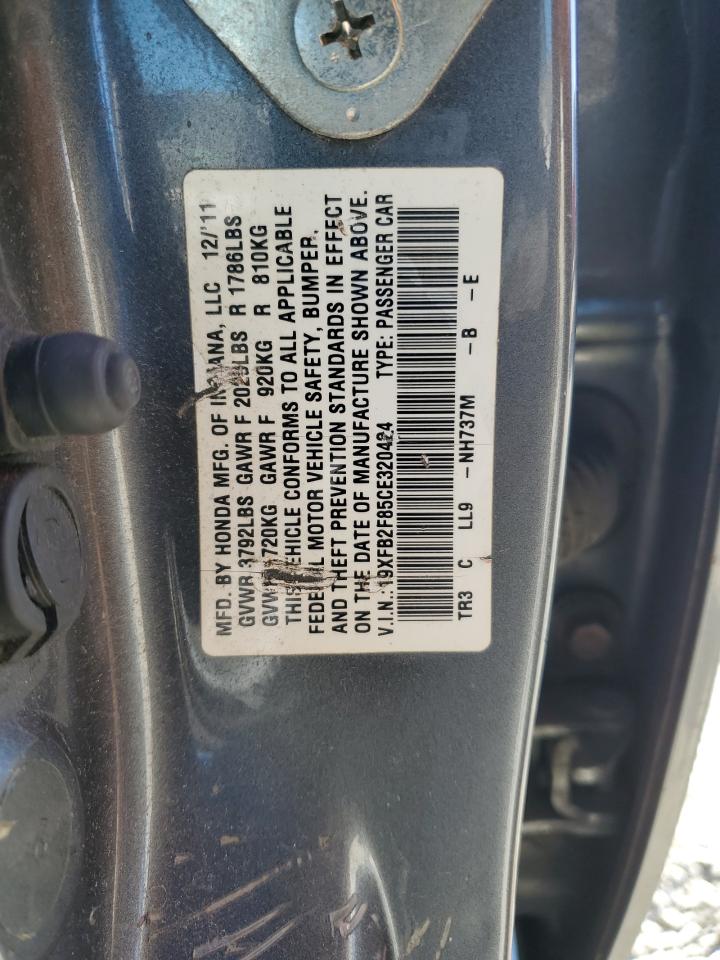 MFD. BY HONDA MFG. OF INDIANA, LLC 12/'11
GVWR 3792LBS GAWR F 2029LBS R 1786LBS
GVWR 1720KG GAWR F 920KG R 810KG
THIS VEHICLE CONFORMS TO ALL APPLICABLE
FEDERAL MOTOR VEHICLE SAFETY, BUMPER,
AND THEFT PREVENTION STANDARDS IN EFFECT
ON THE DATE OF MANUFACTURE SHOWN ABOVE.
V.I.N.: 19XFB2F85CE320424 TYPE: PASSENGER CAR
TR3 C LL9 - NH737M - B - E